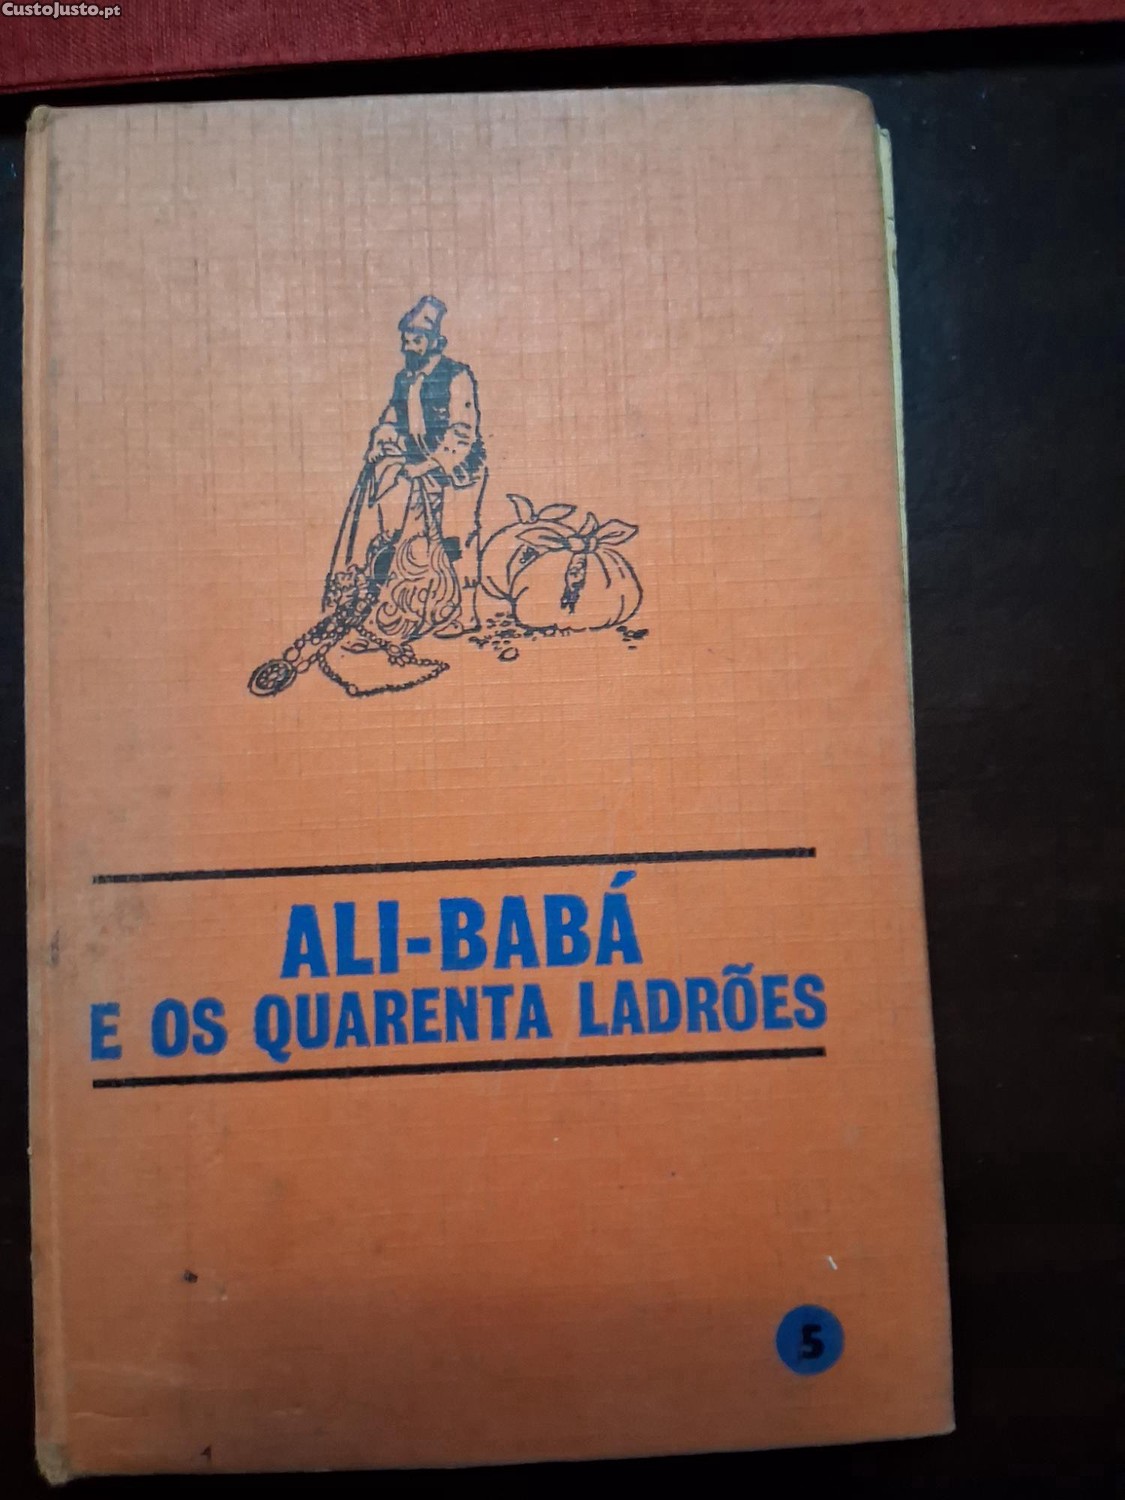 CustoJusto.pt
ALI-BABÁ
E OS QUARENTA LADRÕES
5